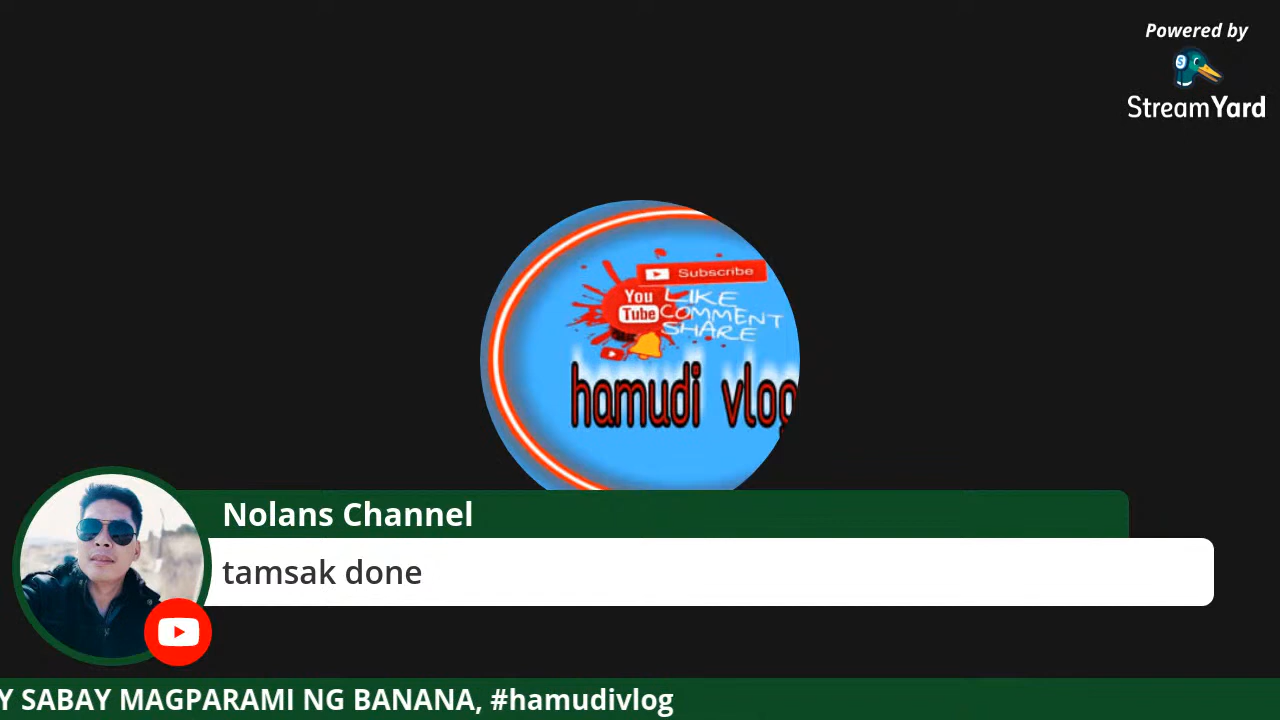 Powered by
StreamYard
Subscribe
You
Tube
LIKE
COMMENT
SHARE
hamudi vlog
Nolans Channel
tamsak done
Y SABAY MAGPARAMI NG BANANA, #hamudivlog